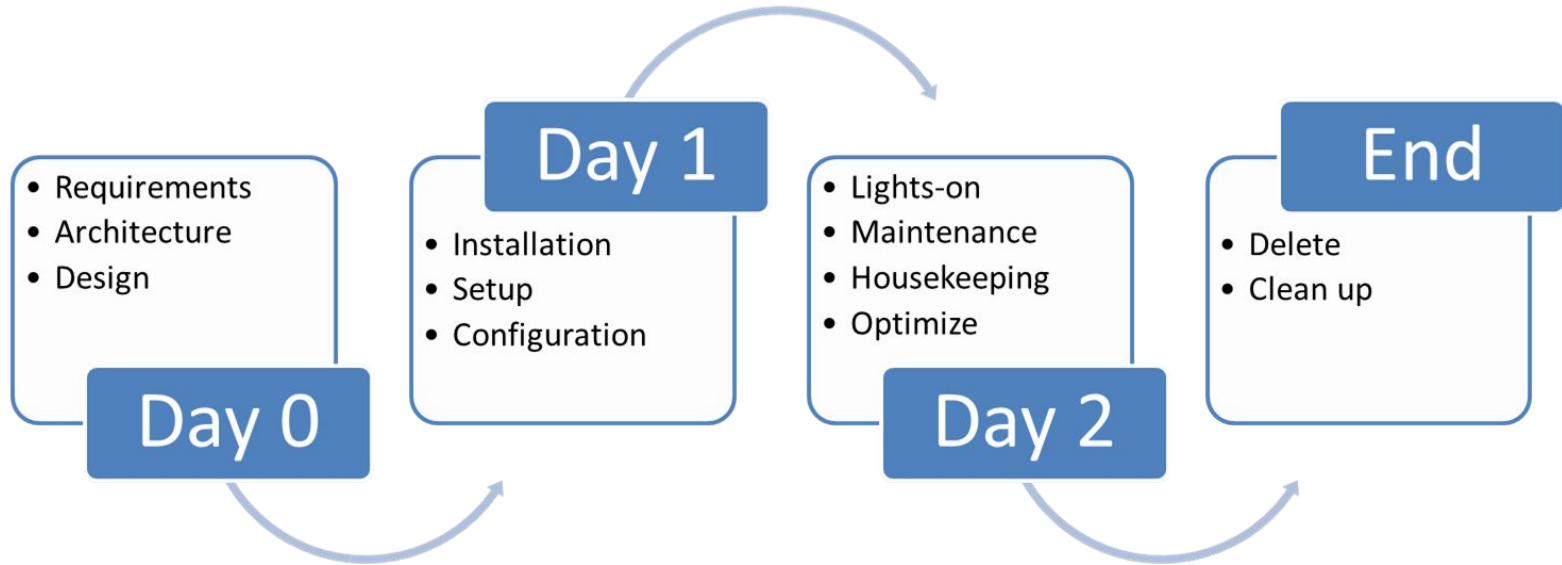 • Requirements
• Architecture
• Design
Day 0
Day 1
• Installation
• Setup
• Configuration
• Lights-on
• Maintenance
• Housekeeping
• Optimize
Day 2
End
• Delete
• Clean up